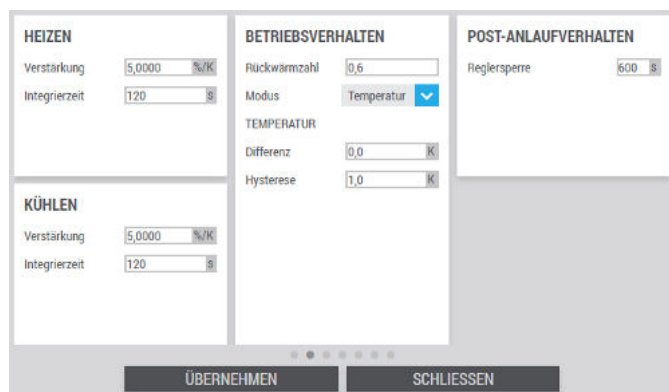 HEIZEN
Verstärkung 5,0000 %/K
Integrierzeit 120 s
KÜHLEN
Verstärkung 5,0000 %/K
Integrierzeit 120 s
BETRIEBSVERHALTEN
Rückwärmzahl 0,6
Modus Temperatur
TEMPERATUR
Differenz 0,0 K
Hysterese 1,0 K
POST-ANLAUFVERHALTEN
Reglersperre 600 s
ÜBERNEHMEN
SCHLIESSEN